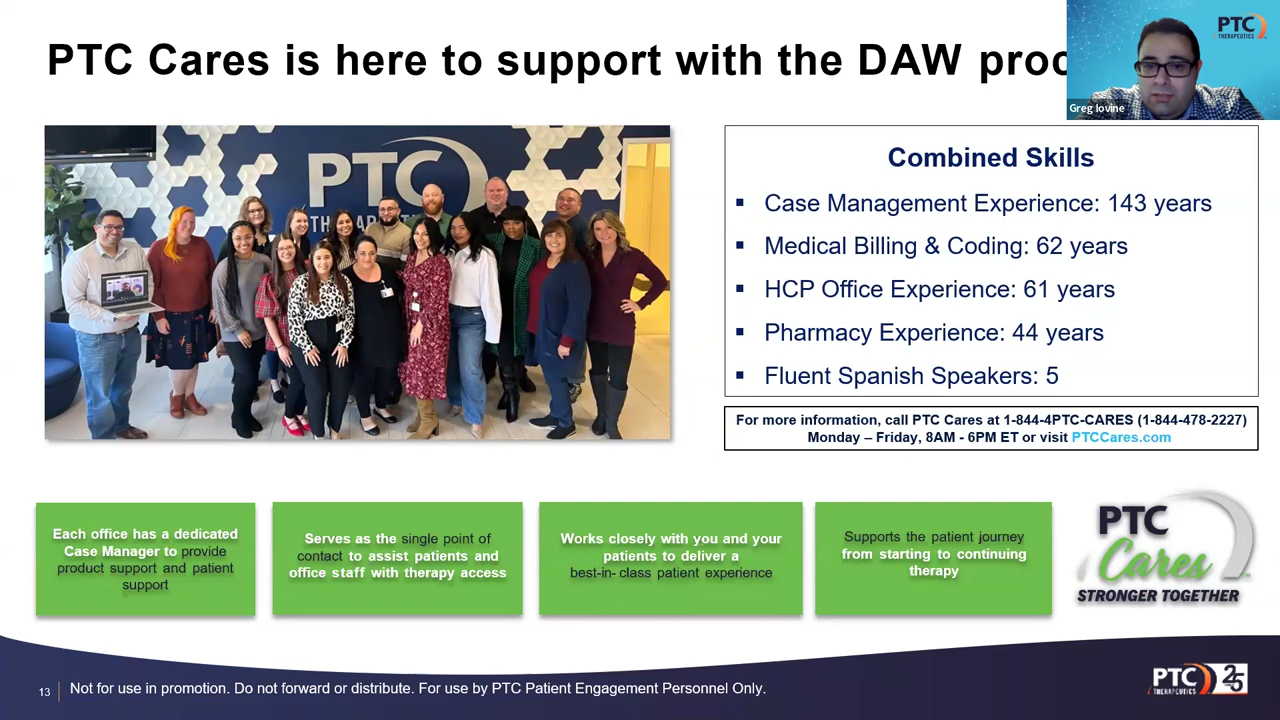 PTC Cares is here to support with the DAW proc
PTC
THERAPEUTICS
Greg Iovine
PTC
Combined Skills
▪ Case Management Experience: 143 years
▪ Medical Billing & Coding: 62 years
▪ HCP Office Experience: 61 years
▪ Pharmacy Experience: 44 years
▪ Fluent Spanish Speakers: 5
For more information, call PTC Cares at 1-844-4PTC-CARES (1-844-478-2227)
Monday – Friday, 8AM - 6PM ET or visit PTCCares.com
Each office has a dedicated
Case Manager to provide
product support and patient
support
Serves as the single point of
contact to assist patients and
office staff with therapy access
Works closely with you and your
patients to deliver a
best-in- class patient experience
Supports the patient journey
from starting to continuing
therapy
PTC
Cares
STRONGER TOGETHER
13
Not for use in promotion. Do not forward or distribute. For use by PTC Patient Engagement Personnel Only.
PTC
THERAPEUTICS
25